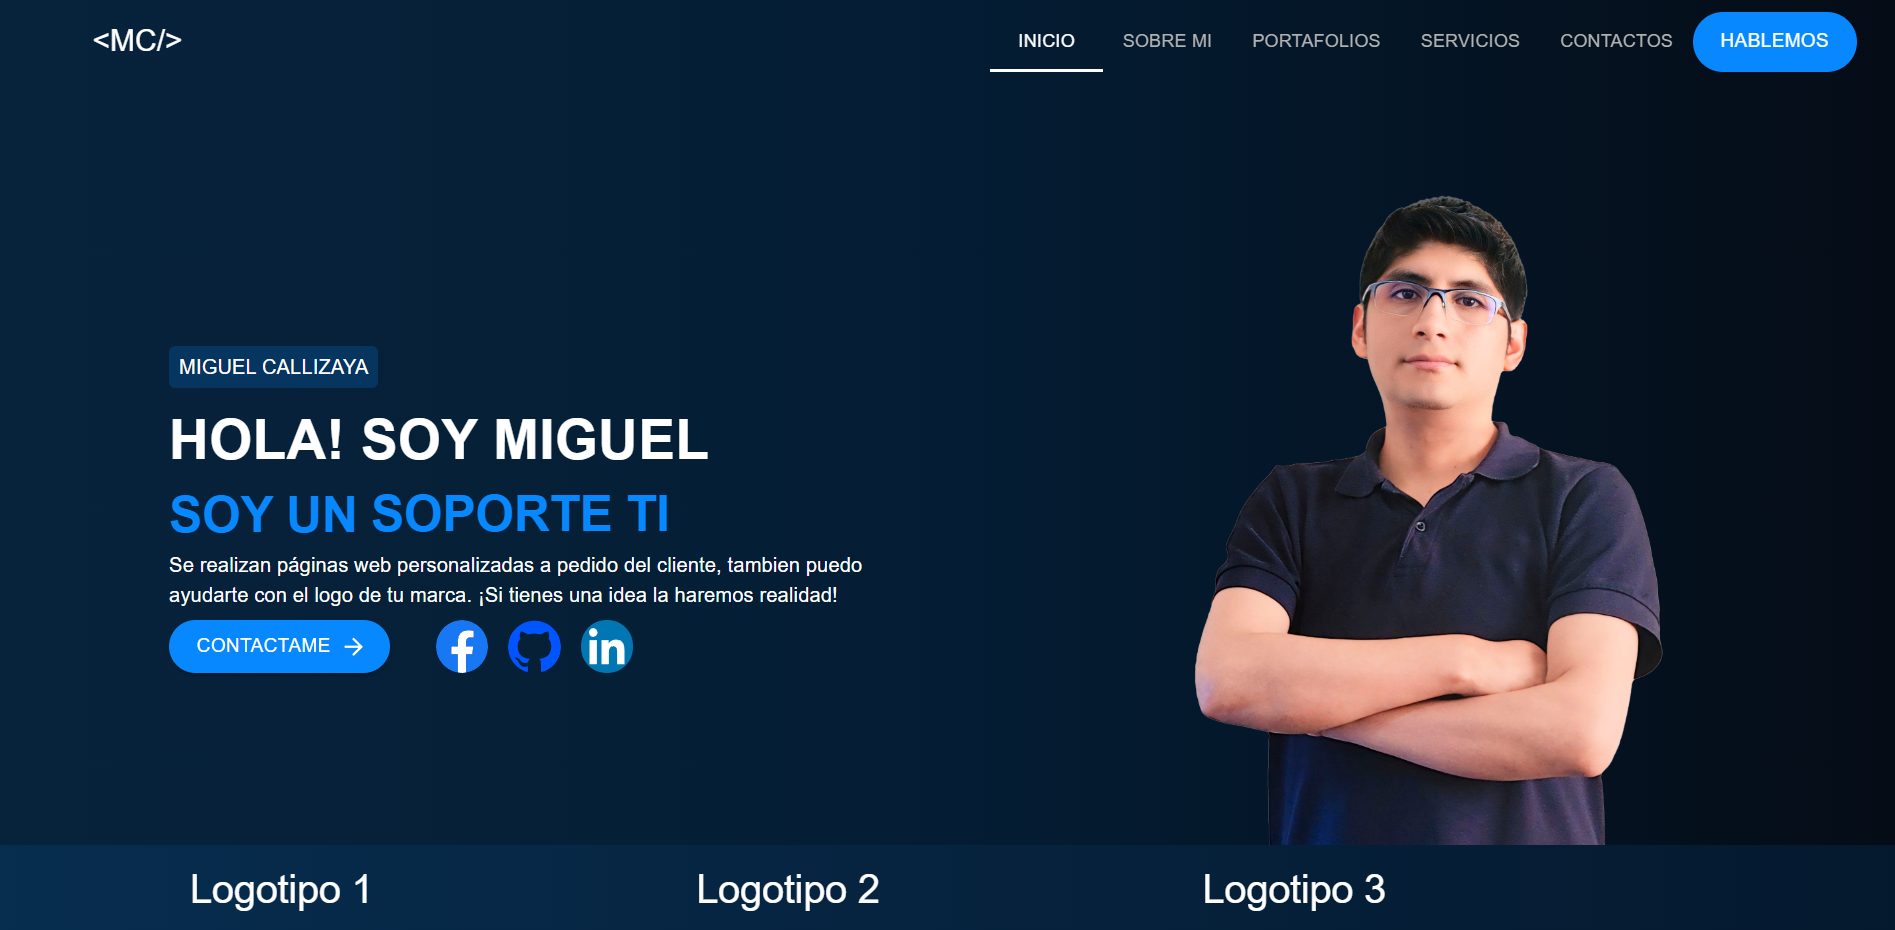 <MC/>
INICIO
SOBRE MI
PORTAFOLIOS
SERVICIOS
CONTACTOS
HABLEMOS
MIGUEL CALLIZAYA
HOLA! SOY MIGUEL
SOY UN SOPORTE TI
Se realizan páginas web personalizadas a pedido del cliente, tambien puedo
ayudarte con el logo de tu marca. ¡Si tienes una idea la haremos realidad!
CONTACTAME
f
in
Logotipo 1
Logotipo 2
Logotipo 3